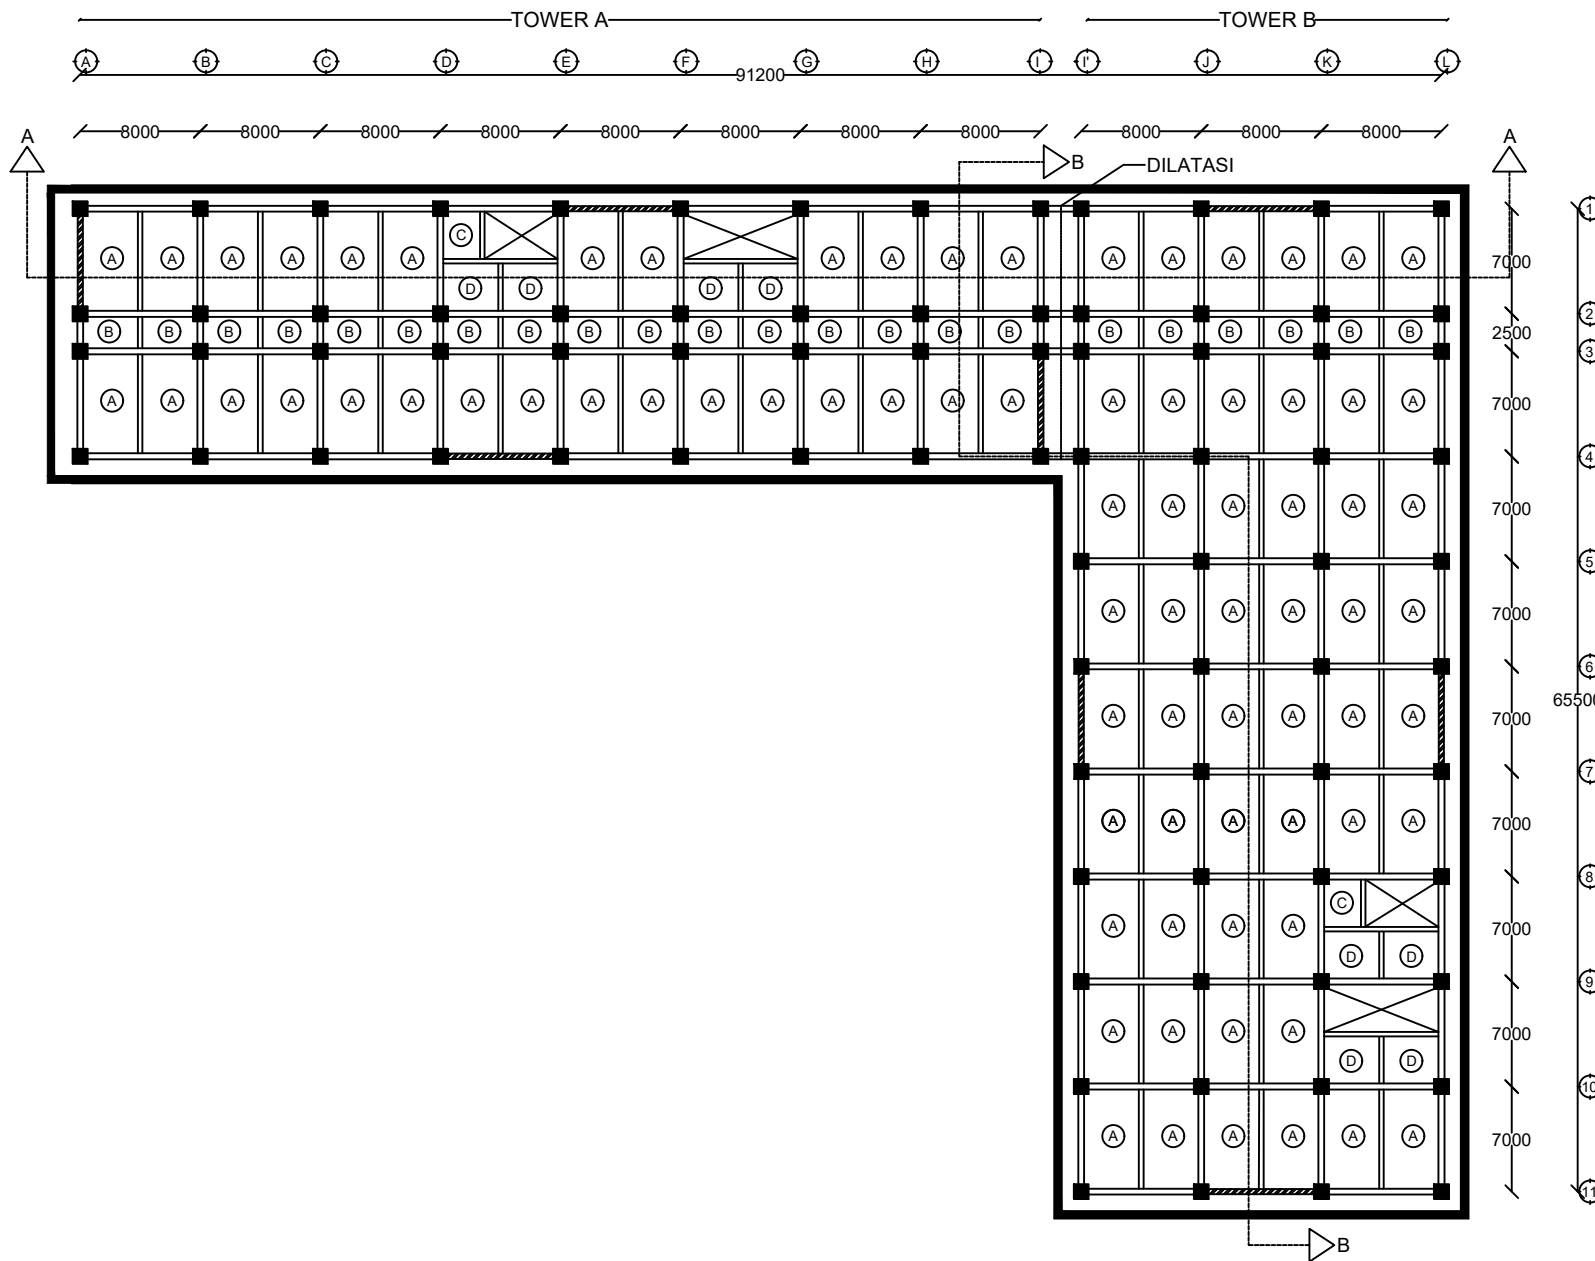 TOWER A TOWER B
A B C D E F G H I I' J K L
91200
8000 8000 8000 8000 8000 8000 8000 8000 8000 8000 8000
A A
B DILATASI
1
C
A A A A A A A A A A A A A A A A A A 7000
D D D D
2
B B B B B B B B B B B B B B B B B B B B B B 2500
3
A A A A A A A A A A A A A A A A A A A A A A 7000
4
A A A A A A 7000
5
A A A A A A 7000
6
65500
A A A A A A 7000
7
A A A A A A 7000
8
C
A A A A 7000
D D
9
A A A A 7000
D D
10
A A A A A A 7000
11
B